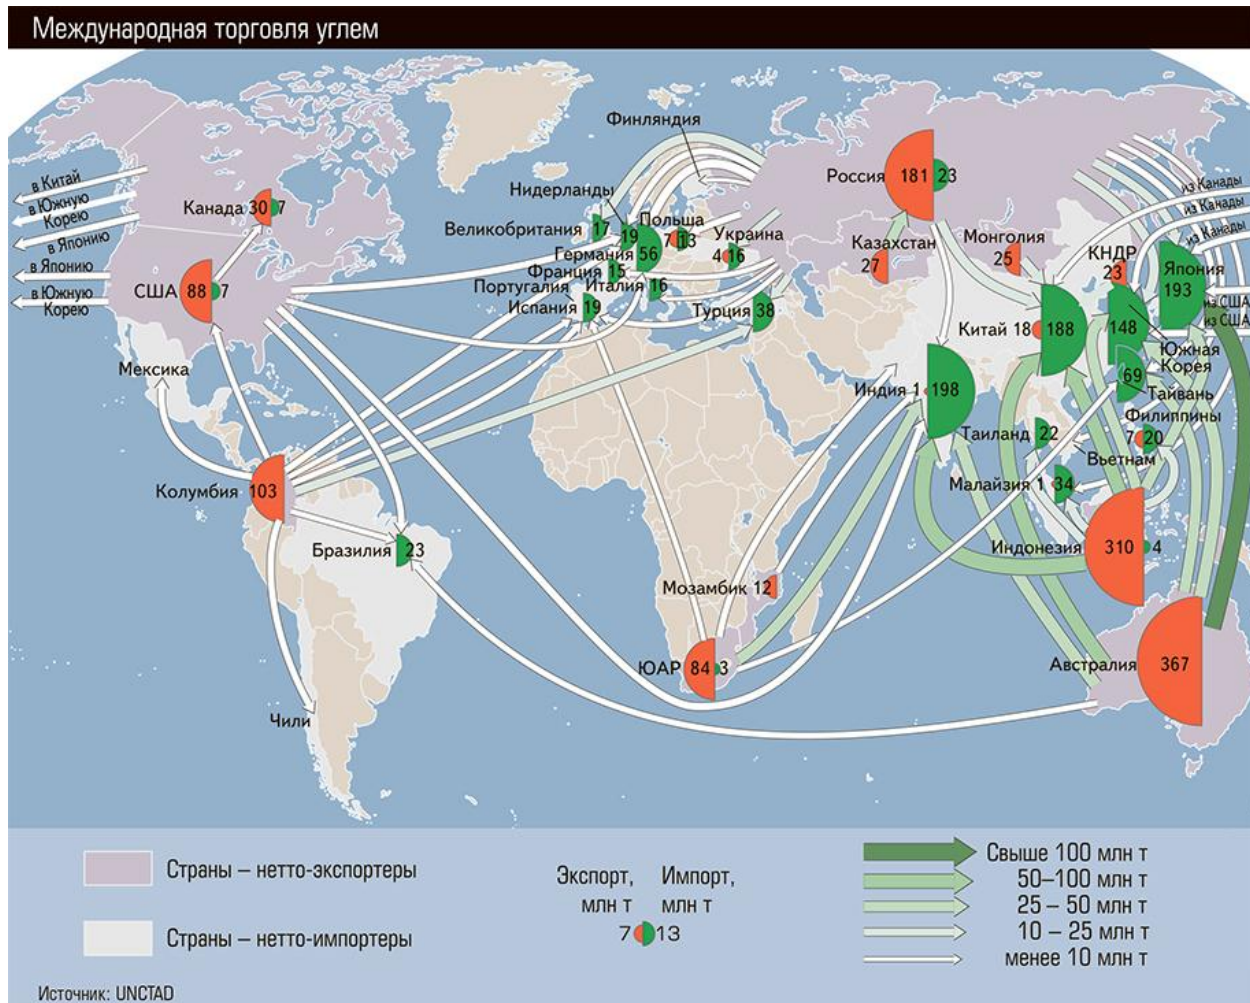 Международная торговля углем
Финляндия
в Китай
в Южную
Корею
в Японию
в Японию
в Южную
Корею
Канада 30 7
США 88 7
Мексика
Колумбия 103
Бразилия 23
Чили
Нидерланды
19
Великобритания 17
Польша
7 13
Германия 56
Украина
4 16
Франция 15
Португалия
Италия 16
Испания 19
Турция 38
Россия 181 23
Казахстан
27
Монголия
25
КНДР
23
из Канады
из Канады
из Канады
Япония
193
из США
из США
Китай 18 188
148
Южная
Корея
69
Тайвань
Индия 1 198
Филиппины
7 20
Таиланд 22
Вьетнам
Малайзия 1 34
Индонезия 310 4
Мозамбик 12
ЮАР 84 3
Австралия 367
Страны – нетто-экспортеры
Страны – нетто-импортеры
Экспорт, Импорт,
млн т млн т
7 13
Свыше 100 млн т
50–100 млн т
25 – 50 млн т
10 – 25 млн т
менее 10 млн т
Источник: UNCTAD